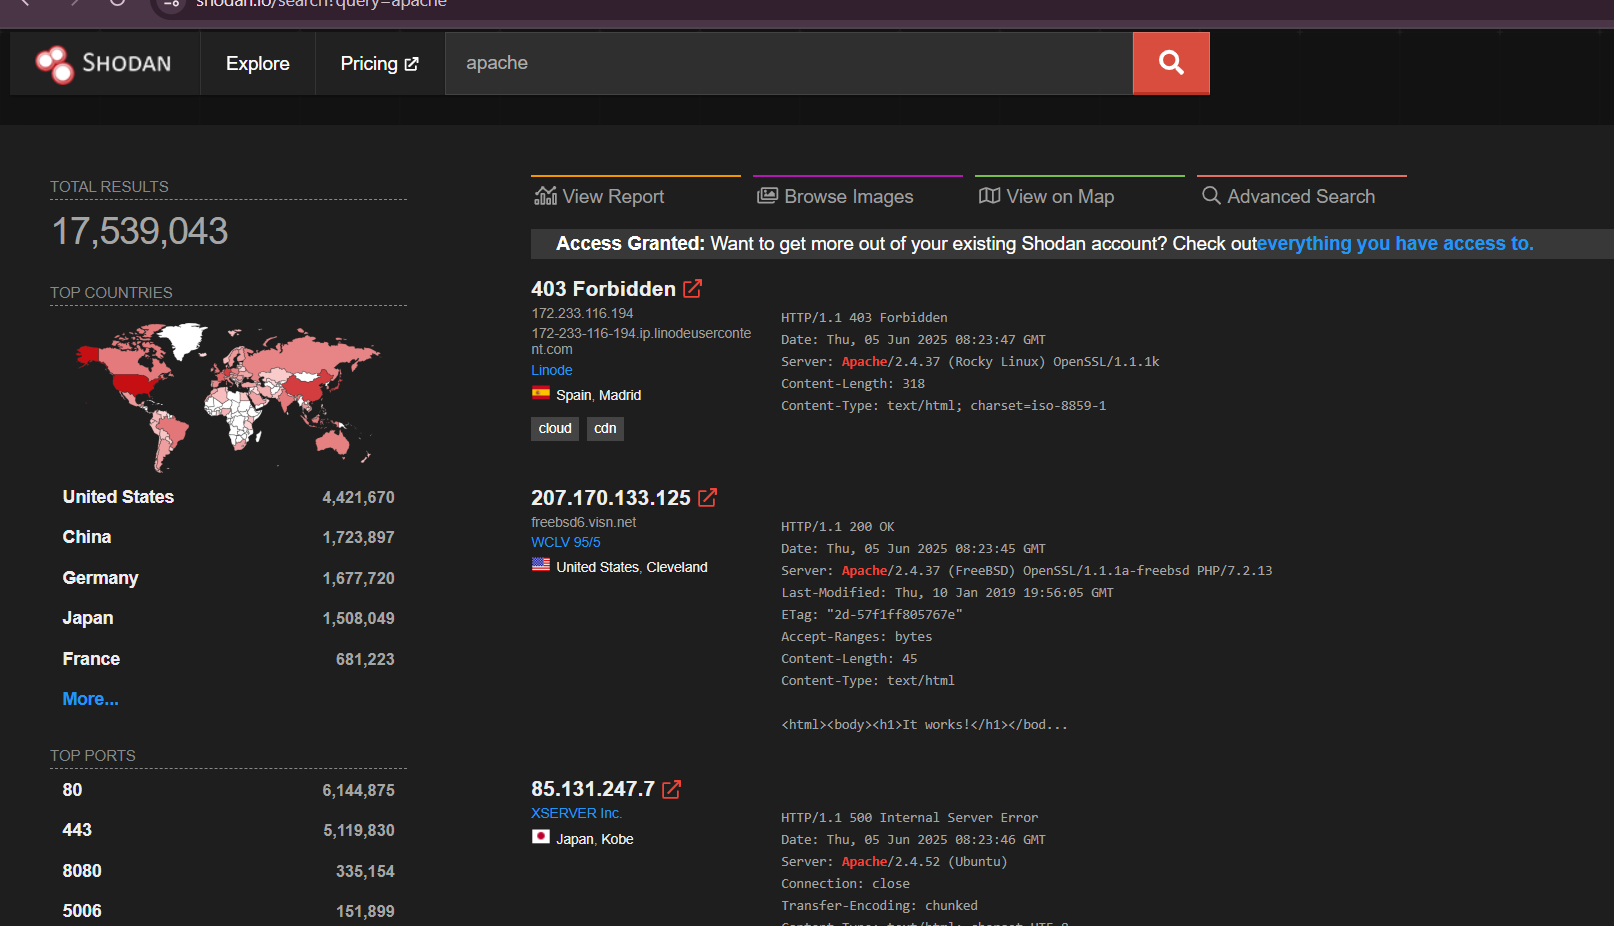 shodan.io/search?query=apache
SHODAN
Explore
Pricing
apache
TOTAL RESULTS
17,539,043
TOP COUNTRIES
United States 4,421,670
China 1,723,897
Germany 1,677,720
Japan 1,508,049
France 681,223
More...
TOP PORTS
80 6,144,875
443 5,119,830
8080 335,154
5006 151,899
View Report
Browse Images
View on Map
Advanced Search
Access Granted: Want to get more out of your existing Shodan account? Check outeverything you have access to.
403 Forbidden
172.233.116.194
172-233-116-194.ip.linodeuserconte
nt.com
Linode
Spain, Madrid
cloud cdn
HTTP/1.1 403 Forbidden
Date: Thu, 05 Jun 2025 08:23:47 GMT
Server: Apache/2.4.37 (Rocky Linux) OpenSSL/1.1.1k
Content-Length: 318
Content-Type: text/html; charset=iso-8859-1
207.170.133.125
freebsd6.visn.net
WCLV 95/5
United States, Cleveland
HTTP/1.1 200 OK
Date: Thu, 05 Jun 2025 08:23:45 GMT
Server: Apache/2.4.37 (FreeBSD) OpenSSL/1.1.1a-freebsd PHP/7.2.13
Last-Modified: Thu, 10 Jan 2019 19:56:05 GMT
ETag: "2d-57f1ff805767e"
Accept-Ranges: bytes
Content-Length: 45
Content-Type: text/html
<html><body><h1>It works!</h1></bod...
85.131.247.7
XSERVER Inc.
Japan, Kobe
HTTP/1.1 500 Internal Server Error
Date: Thu, 05 Jun 2025 08:23:46 GMT
Server: Apache/2.4.52 (Ubuntu)
Connection: close
Transfer-Encoding: chunked
Content-Type: text/html; charset=UTF-8